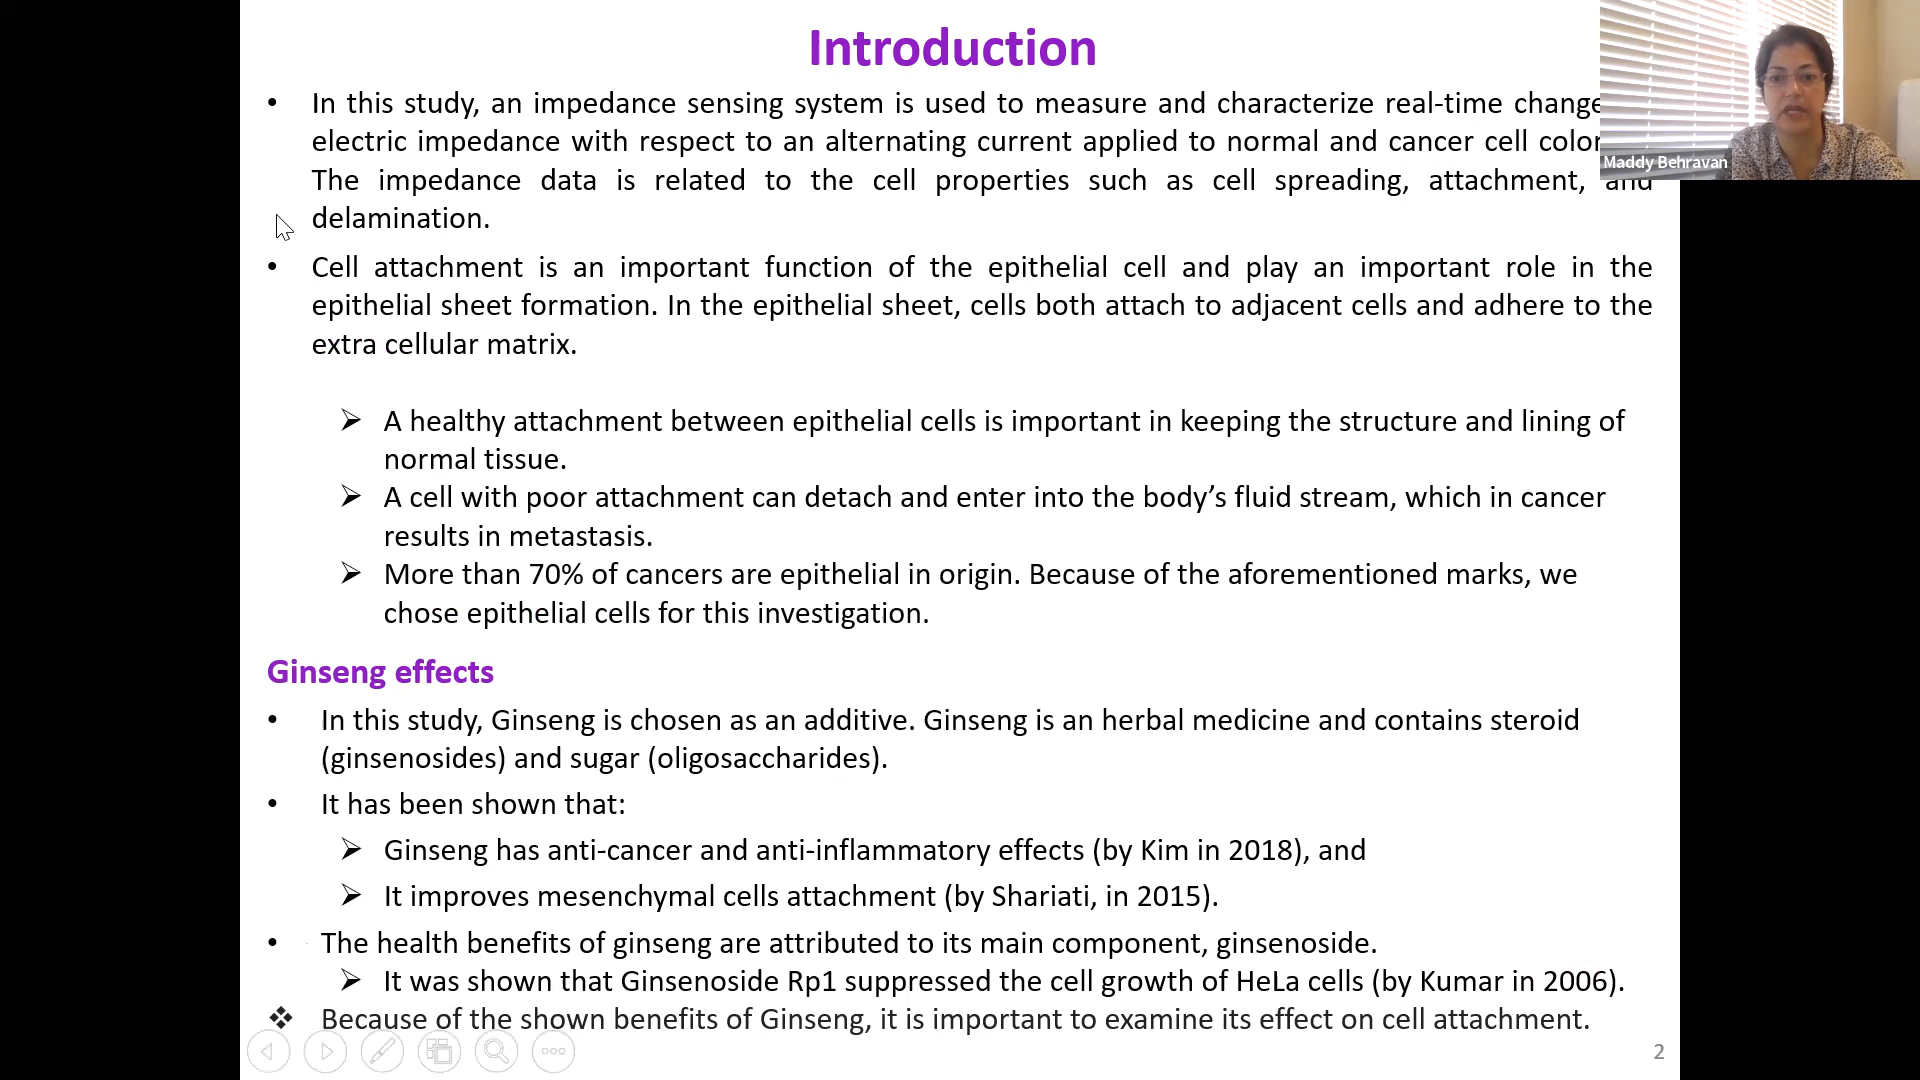 Introduction
• In this study, an impedance sensing system is used to measure and characterize real-time change
electric impedance with respect to an alternating current applied to normal and cancer cell
The impedance data is related to the cell properties such as cell spreading, attachment, and
delamination.
• Cell attachment is an important function of the epithelial cell and play an important role in the
epithelial sheet formation. In the epithelial sheet, cells both attach to adjacent cells and adhere to the
extra cellular matrix.
➢ A healthy attachment between epithelial cells is important in keeping the structure and lining of
normal tissue.
➢ A cell with poor attachment can detach and enter into the body’s fluid stream, which in cancer
results in metastasis.
➢ More than 70% of cancers are epithelial in origin. Because of the aforementioned marks, we
chose epithelial cells for this investigation.
Ginseng effects
• In this study, Ginseng is chosen as an additive. Ginseng is an herbal medicine and contains steroid
(ginsenosides) and sugar (oligosaccharides).
• It has been shown that:
➢ Ginseng has anti-cancer and anti-inflammatory effects (by Kim in 2018), and
➢ It improves mesenchymal cells attachment (by Shariati, in 2015).
• The health benefits of ginseng are attributed to its main component, ginsenoside.
➢ It was shown that Ginsenoside Rp1 suppressed the cell growth of HeLa cells (by Kumar in 2006).
❖ Because of the shown benefits of Ginseng, it is important to examine its effect on cell attachment.
2
Maddy Behravan